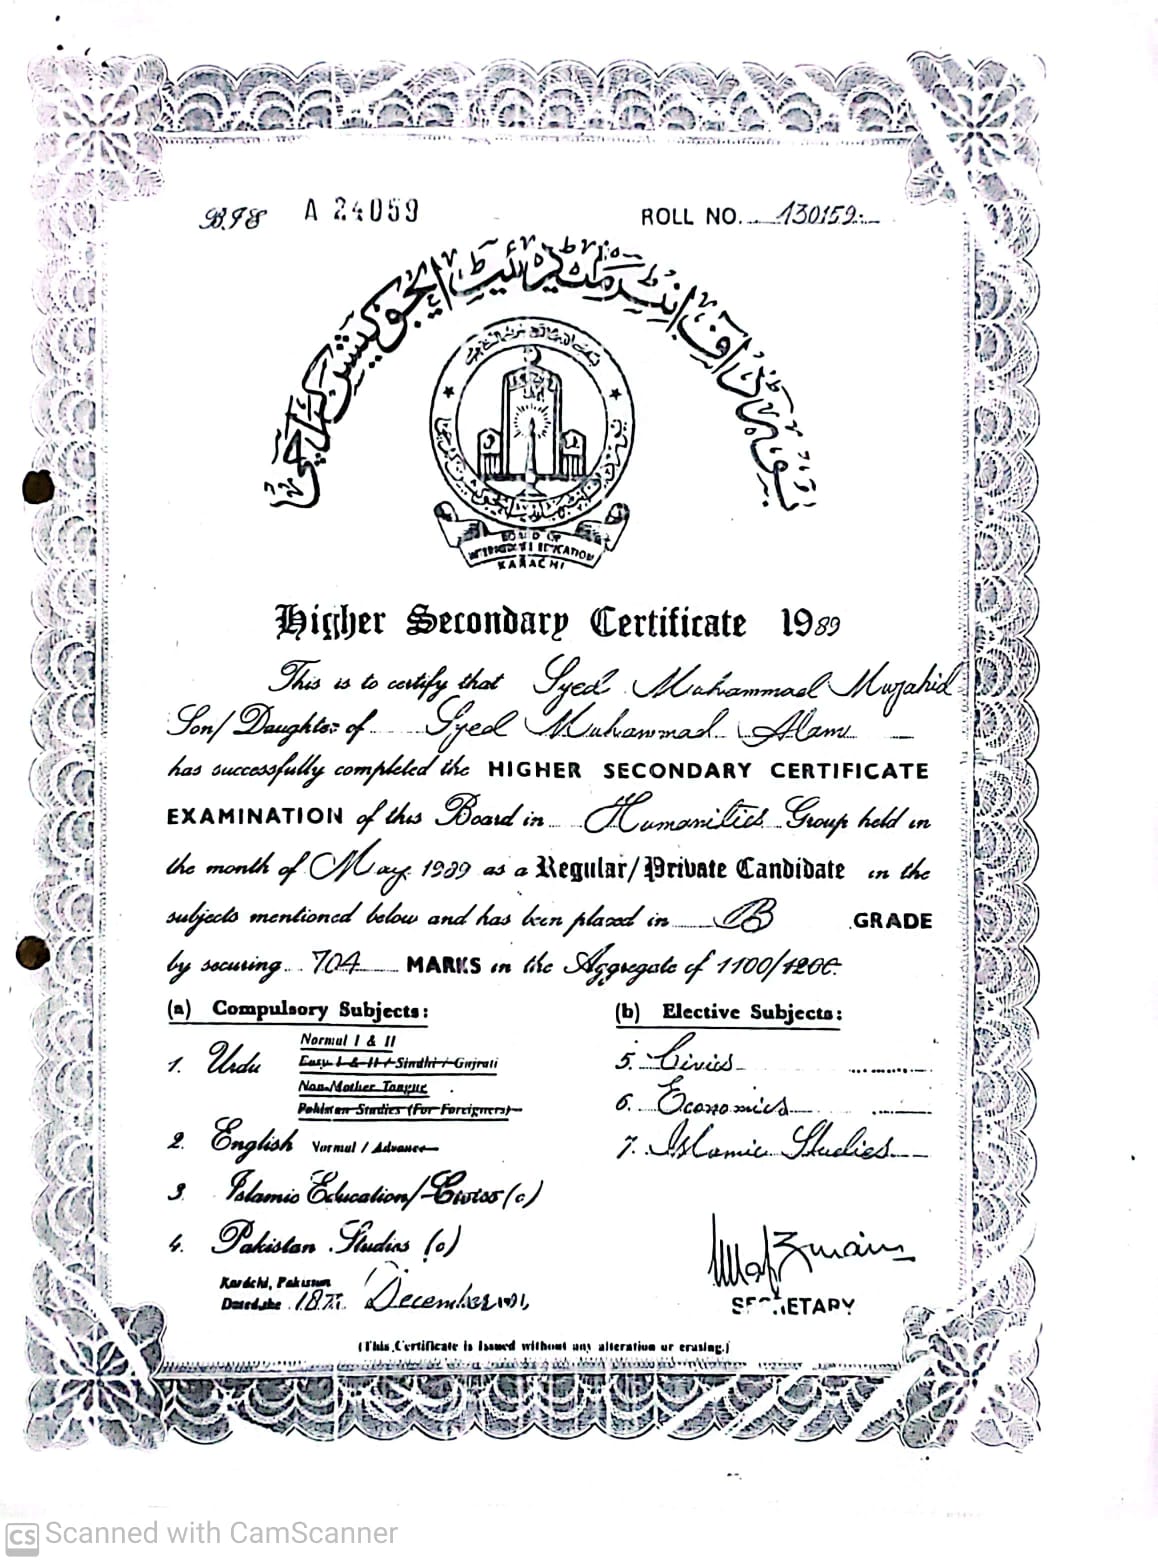 B.I.E A 24059 ROLL NO. 130159
بورڈ آف انٹرمیڈیٹ ایجوکیشن کراچی
BOARD OF
INTERMEDIATE EDUCATION
KARACHI
Higher Secondary Certificate 1989
This is to certify that Syed Muhammad Mujahid
Son/Daughter of Syed Muhammad Alam
has successfully completed the HIGHER SECONDARY CERTIFICATE
EXAMINATION of this Board in Humanities Group held in
the month of May 1989 as a Regular/Private Candidate in the
subjects mentioned below and has been placed in B GRADE
by securing 704 MARKS in the Aggregate of 1100/1200.
(a) Compulsory Subjects: (b) Elective Subjects:
1. Urdu Normal I & II
Easy I & II / Sindhi / Gujrati
Non-Mother Tongue
Pakistan Studies (For Foreigners)
2. English Normal / Advance
3. Islamic Education/Civics (c)
4. Pakistan Studies (c)
5. Civics
6. Economics
7. Islamic Studies
Karachi, Pakistan
Dated the 18th December
SECRETARY
(This Certificate is Issued without any alteration or erasing.)
CS Scanned with CamScanner